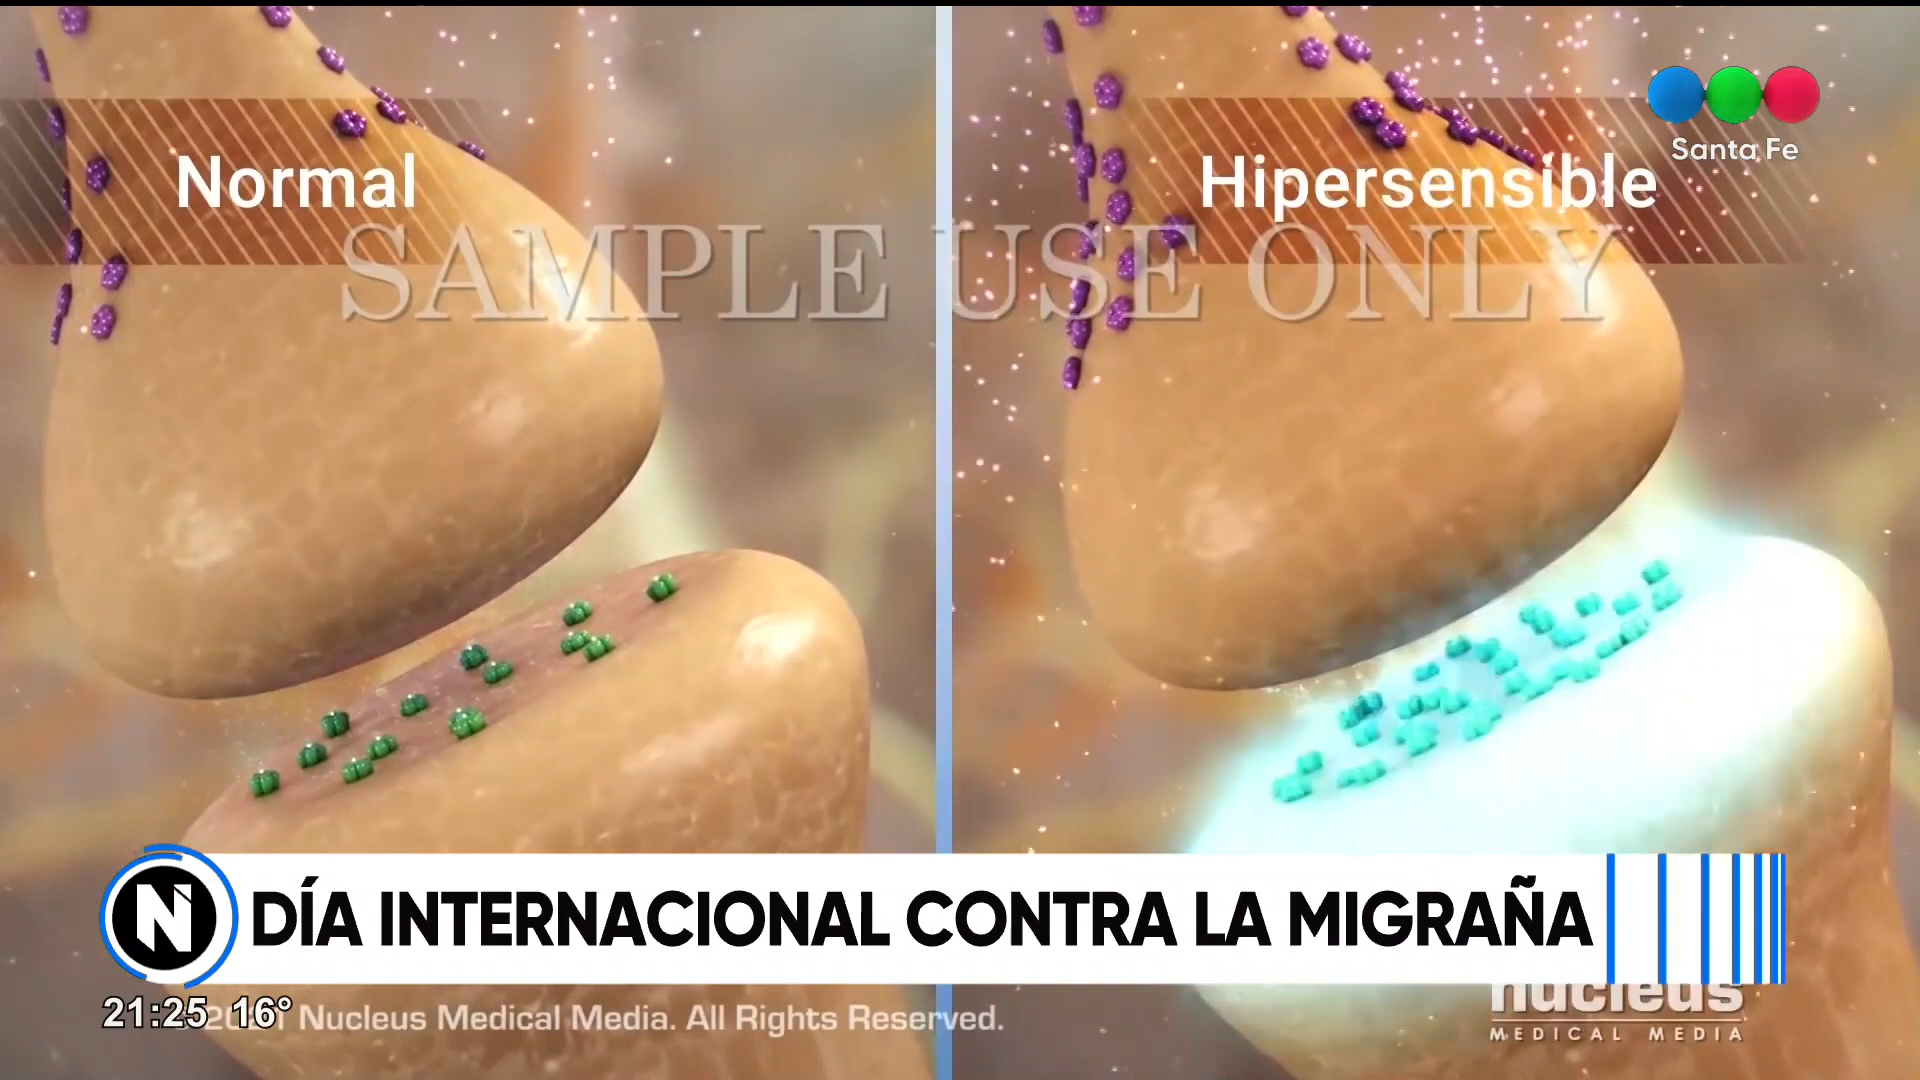 Normal
Hipersensible
Santa Fe
SAMPLE USE ONLY
N DÍA INTERNACIONAL CONTRA LA MIGRAÑA
21:25 16°
Nucleus Medical Media. All Rights Reserved.
nucleus
MEDICAL MEDIA